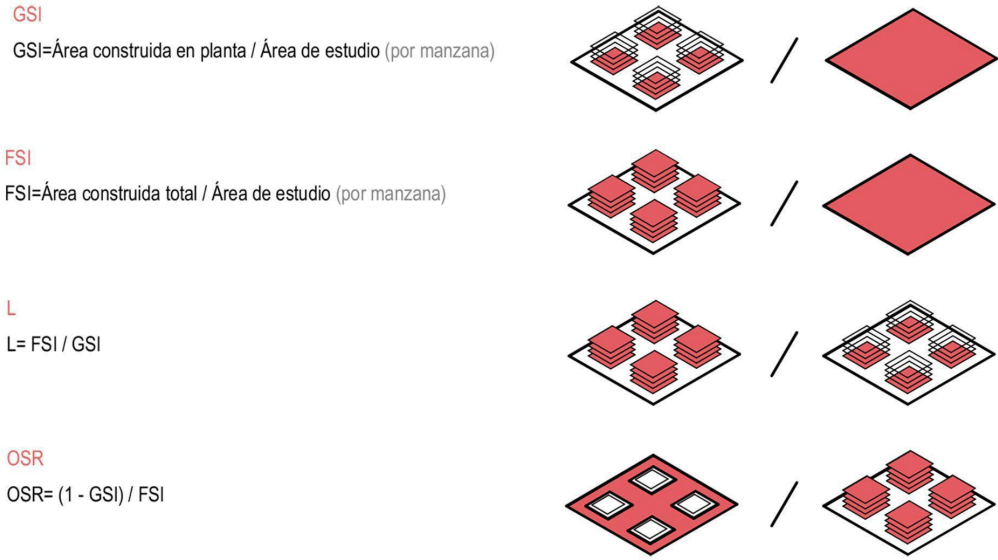 GSI
GSI=Área construida en planta / Área de estudio (por manzana)
/
FSI
FSI=Área construida total / Área de estudio (por manzana)
/
L
L= FSI / GSI
/
OSR
OSR= (1 - GSI) / FSI
/